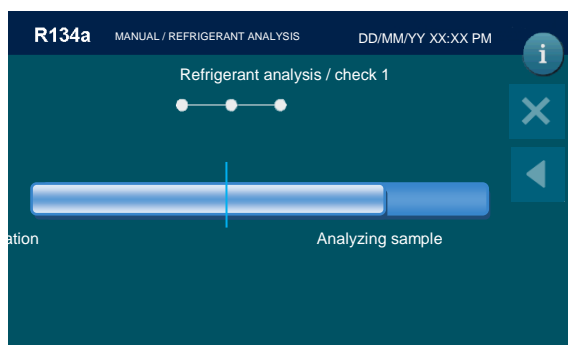 R134a MANUAL / REFRIGERANT ANALYSIS DD/MM/YY XX:XX PM
i
Refrigerant analysis / check 1
ation Analyzing sample